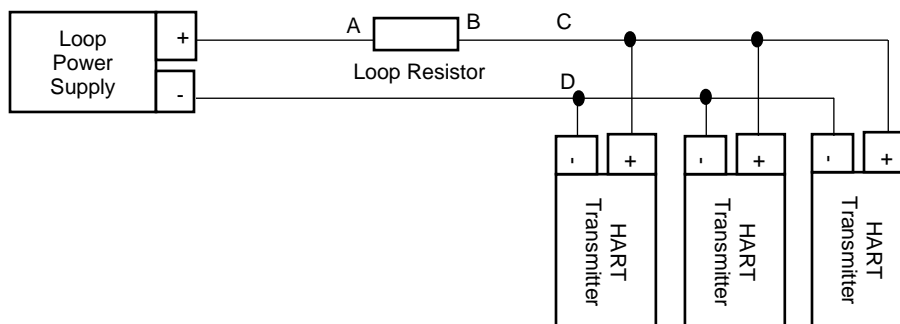 Loop
Power
Supply
+
-
A
B
C
Loop Resistor
D
-
+
-
+
-
+
HART
Transmitter
HART
Transmitter
HART
Transmitter